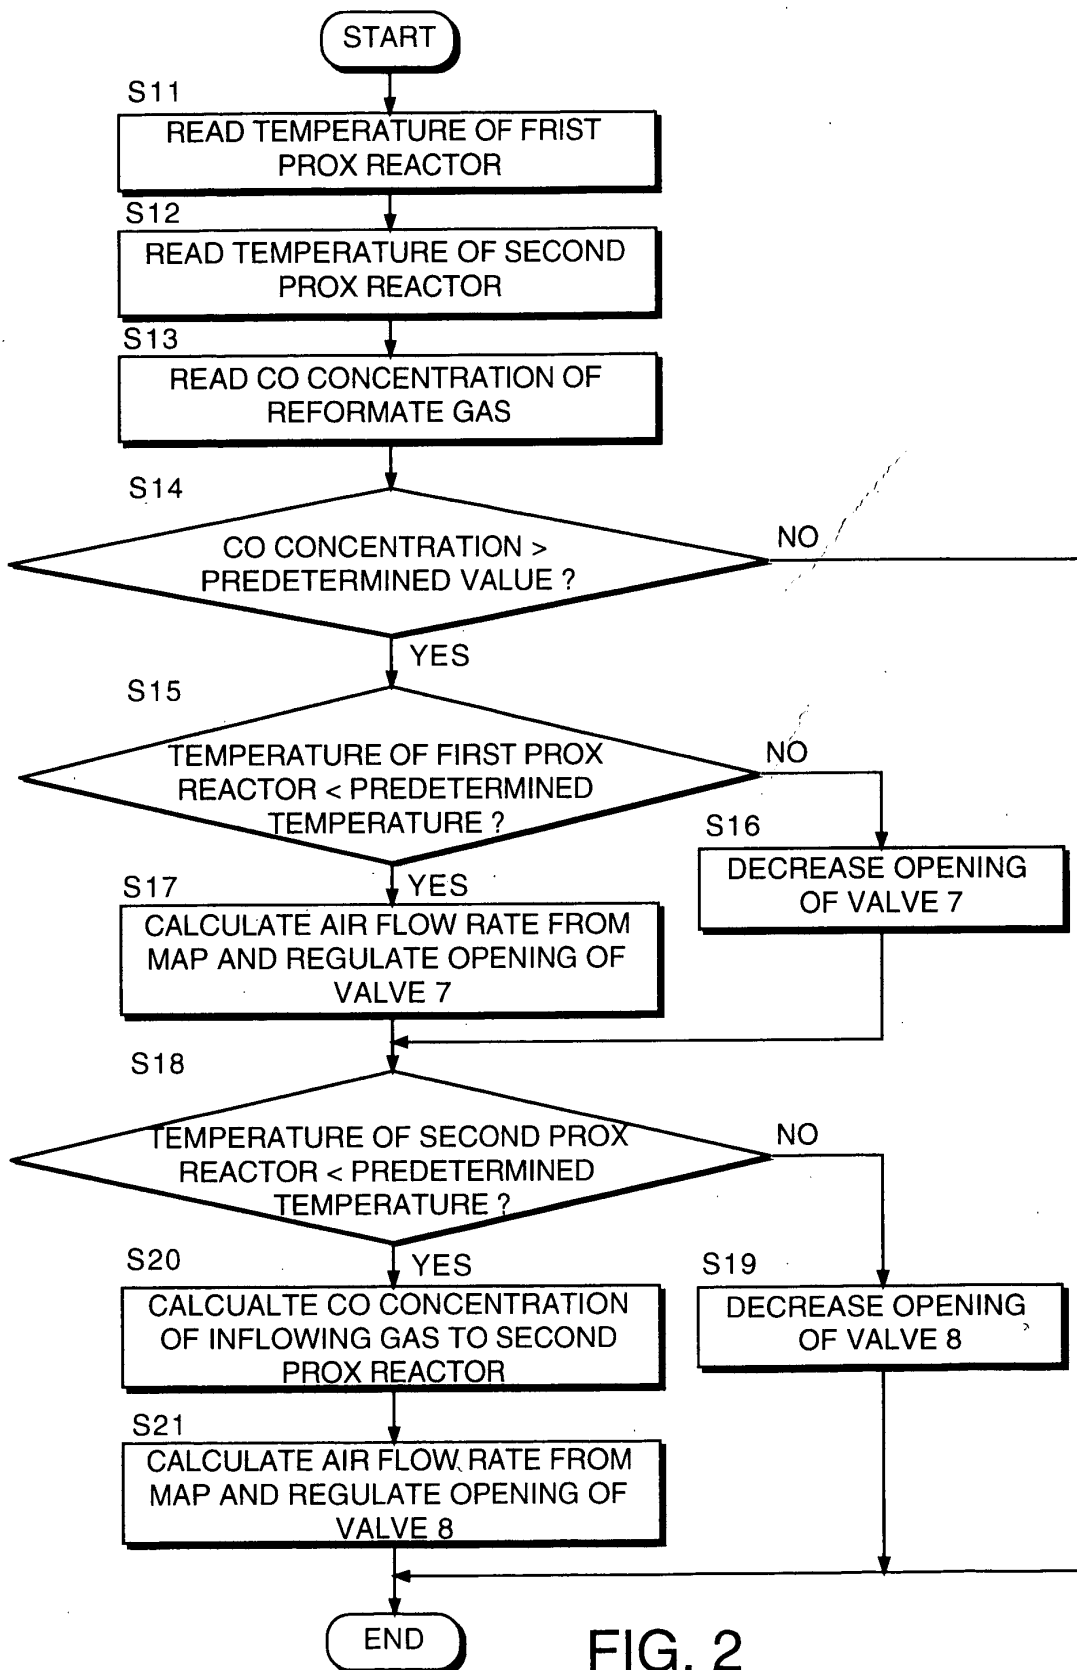 START
S11
READ TEMPERATURE OF FRIST
PROX REACTOR
S12
READ TEMPERATURE OF SECOND
PROX REACTOR
S13
READ CO CONCENTRATION OF
REFORMATE GAS
S14
CO CONCENTRATION >
PREDETERMINED VALUE ?
NO
YES
S15
TEMPERATURE OF FIRST PROX
REACTOR < PREDETERMINED
TEMPERATURE ?
NO
S16
DECREASE OPENING
OF VALVE 7
YES
S17
CALCULATE AIR FLOW RATE FROM
MAP AND REGULATE OPENING OF
VALVE 7
S18
TEMPERATURE OF SECOND PROX
REACTOR < PREDETERMINED
TEMPERATURE ?
NO
YES
S19
DECREASE OPENING
OF VALVE 8
S20
CALCUALTE CO CONCENTRATION
OF INFLOWING GAS TO SECOND
PROX REACTOR
S21
CALCULATE AIR FLOW RATE FROM
MAP AND REGULATE OPENING OF
VALVE 8
END
FIG. 2